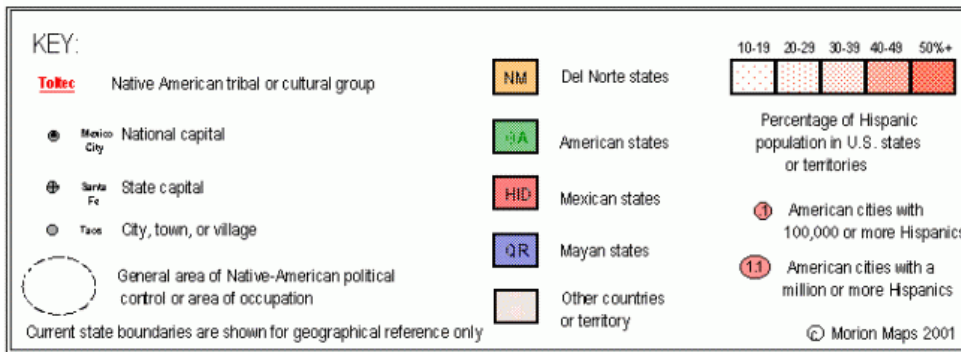 KEY:
Toltec Native American tribal or cultural group
Mexico City National capital
Santa Fe State capital
Taos City, town, or village
General area of Native-American political
control or area of occupation
Current state boundaries are shown for geographical reference only
NM Del Norte states
GA American states
HID Mexican states
QR Mayan states
Other countries
or territory
10-19 20-29 30-39 40-49 50%+
Percentage of Hispanic
population in U.S. states
or territories
.1 American cities with
100,000 or more Hispanics
1.1 American cities with a
million or more Hispanics
© Morion Maps 2001